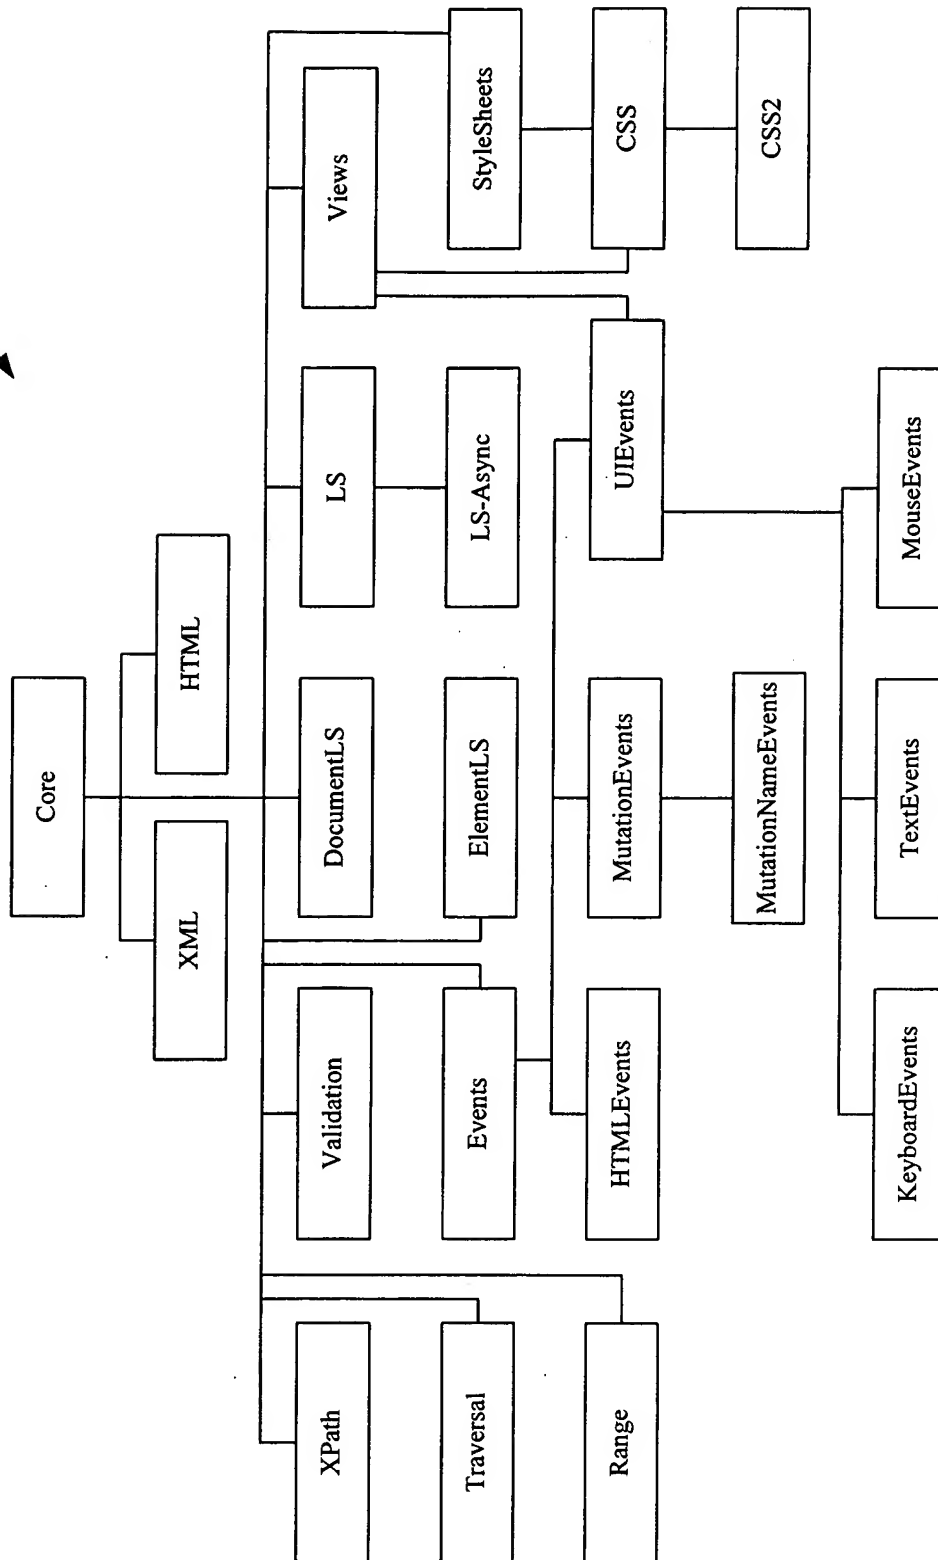 Core
XML
HTML
XPath
Validation
DocumentLS
LS
Views
Traversal
Events
ElementLS
LS-Async
StyleSheets
Range
HTMLEvents
MutationEvents
UIEvents
CSS
MutationNameEvents
CSS2
KeyboardEvents
TextEvents
MouseEvents